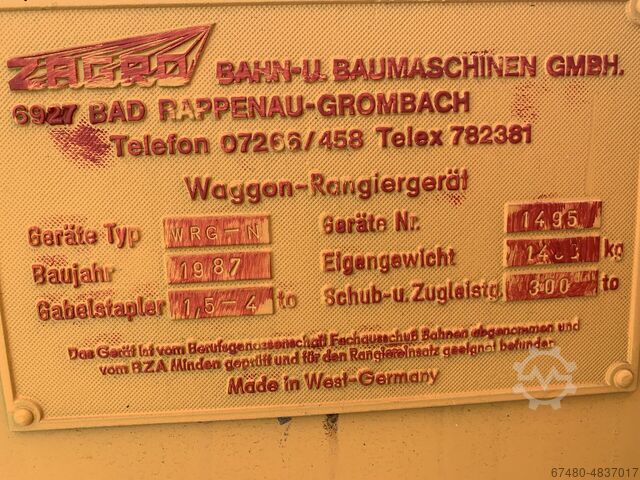 ZAGRO BAHN-U. BAUMASCHINEN GMBH.
6927 BAD RAPPENAU-GROMBACH
Telefon 07266/458 Telex 782381
Waggon-Rangiergerät
Geräte Typ WRG-N Geräte Nr. 1495
Baujahr 1987 Eigengewicht kg
Gabelstapler 1,5-4 to Schub-u. Zugleistg. 300 to
Das Gerät ist vom Berufsgenossenschaft Fachausschuß Bahnen abgenommen und
vom BZA Minden geprüft und für den Rangiereinsatz geeignet befunden
Made in West-Germany
67480-4837017